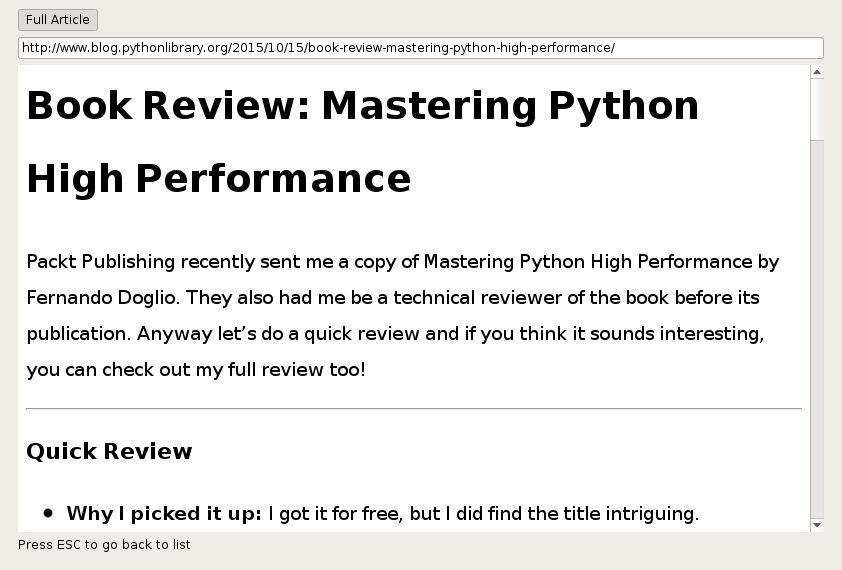 Full Article
http://www.blog.pythonlibrary.org/2015/10/15/book-review-mastering-python-high-performance/
Book Review: Mastering Python
High Performance
Packt Publishing recently sent me a copy of Mastering Python High Performance by
Fernando Doglio. They also had me be a technical reviewer of the book before its
publication. Anyway let’s do a quick review and if you think it sounds interesting,
you can check out my full review too!
Quick Review
• Why I picked it up: I got it for free, but I did find the title intriguing.
Press ESC to go back to list